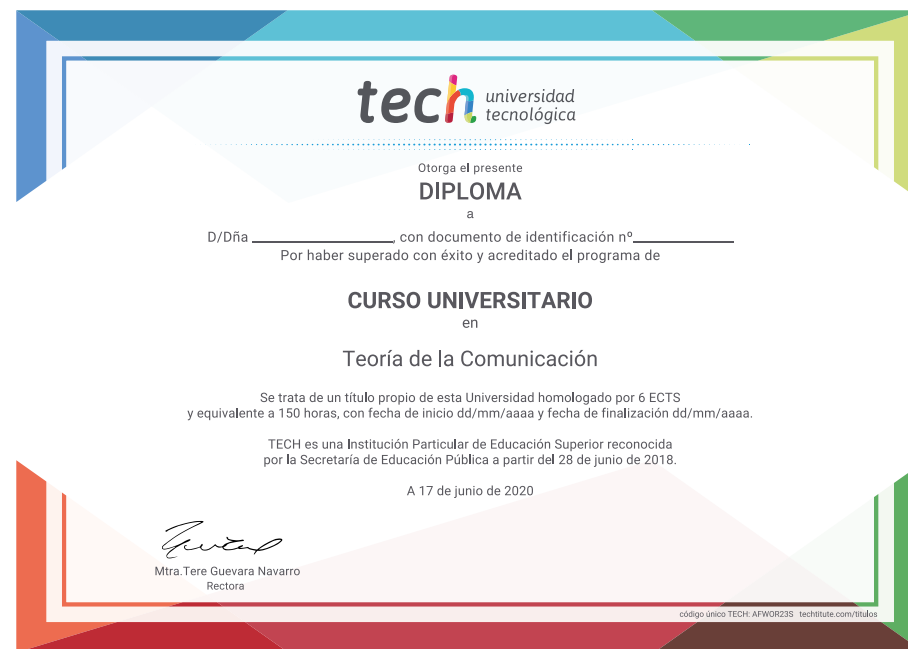 tech universidad
tecnológica
Otorga el presente
DIPLOMA
a
D/Dña ____________________, con documento de identificación nº______________
Por haber superado con éxito y acreditado el programa de
CURSO UNIVERSITARIO
en
Teoría de la Comunicación
Se trata de un título propio de esta Universidad homologado por 6 ECTS
y equivalente a 150 horas, con fecha de inicio dd/mm/aaaa y fecha de finalización dd/mm/aaaa.
TECH es una Institución Particular de Educación Superior reconocida
por la Secretaría de Educación Pública a partir del 28 de junio de 2018.
A 17 de junio de 2020
Mtra.Tere Guevara Navarro
Rectora
código único TECH: AFWOR23S techtitute.com/titulos